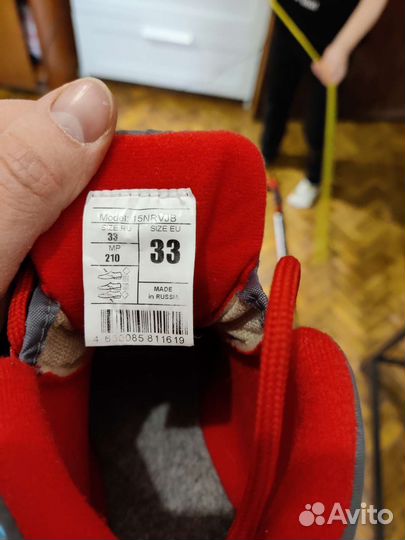 Model: 15NRVJB
SIZE RU SIZE EU
33 33
MP
210
MADE
in RUSSIA
4 630085 811619
Avito